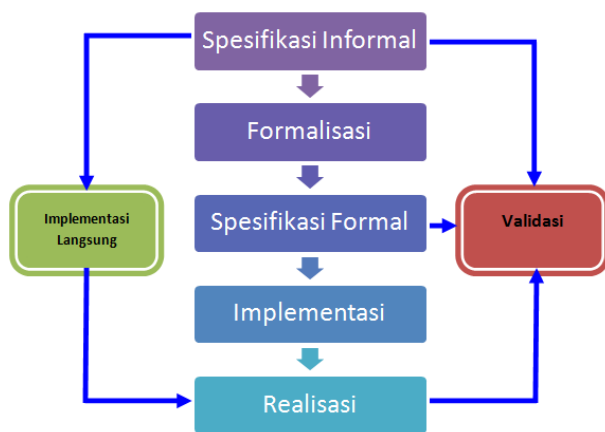 Spesifikasi Informal
Formalisasi
Implementasi
Langsung
Spesifikasi Formal
Validasi
Implementasi
Realisasi